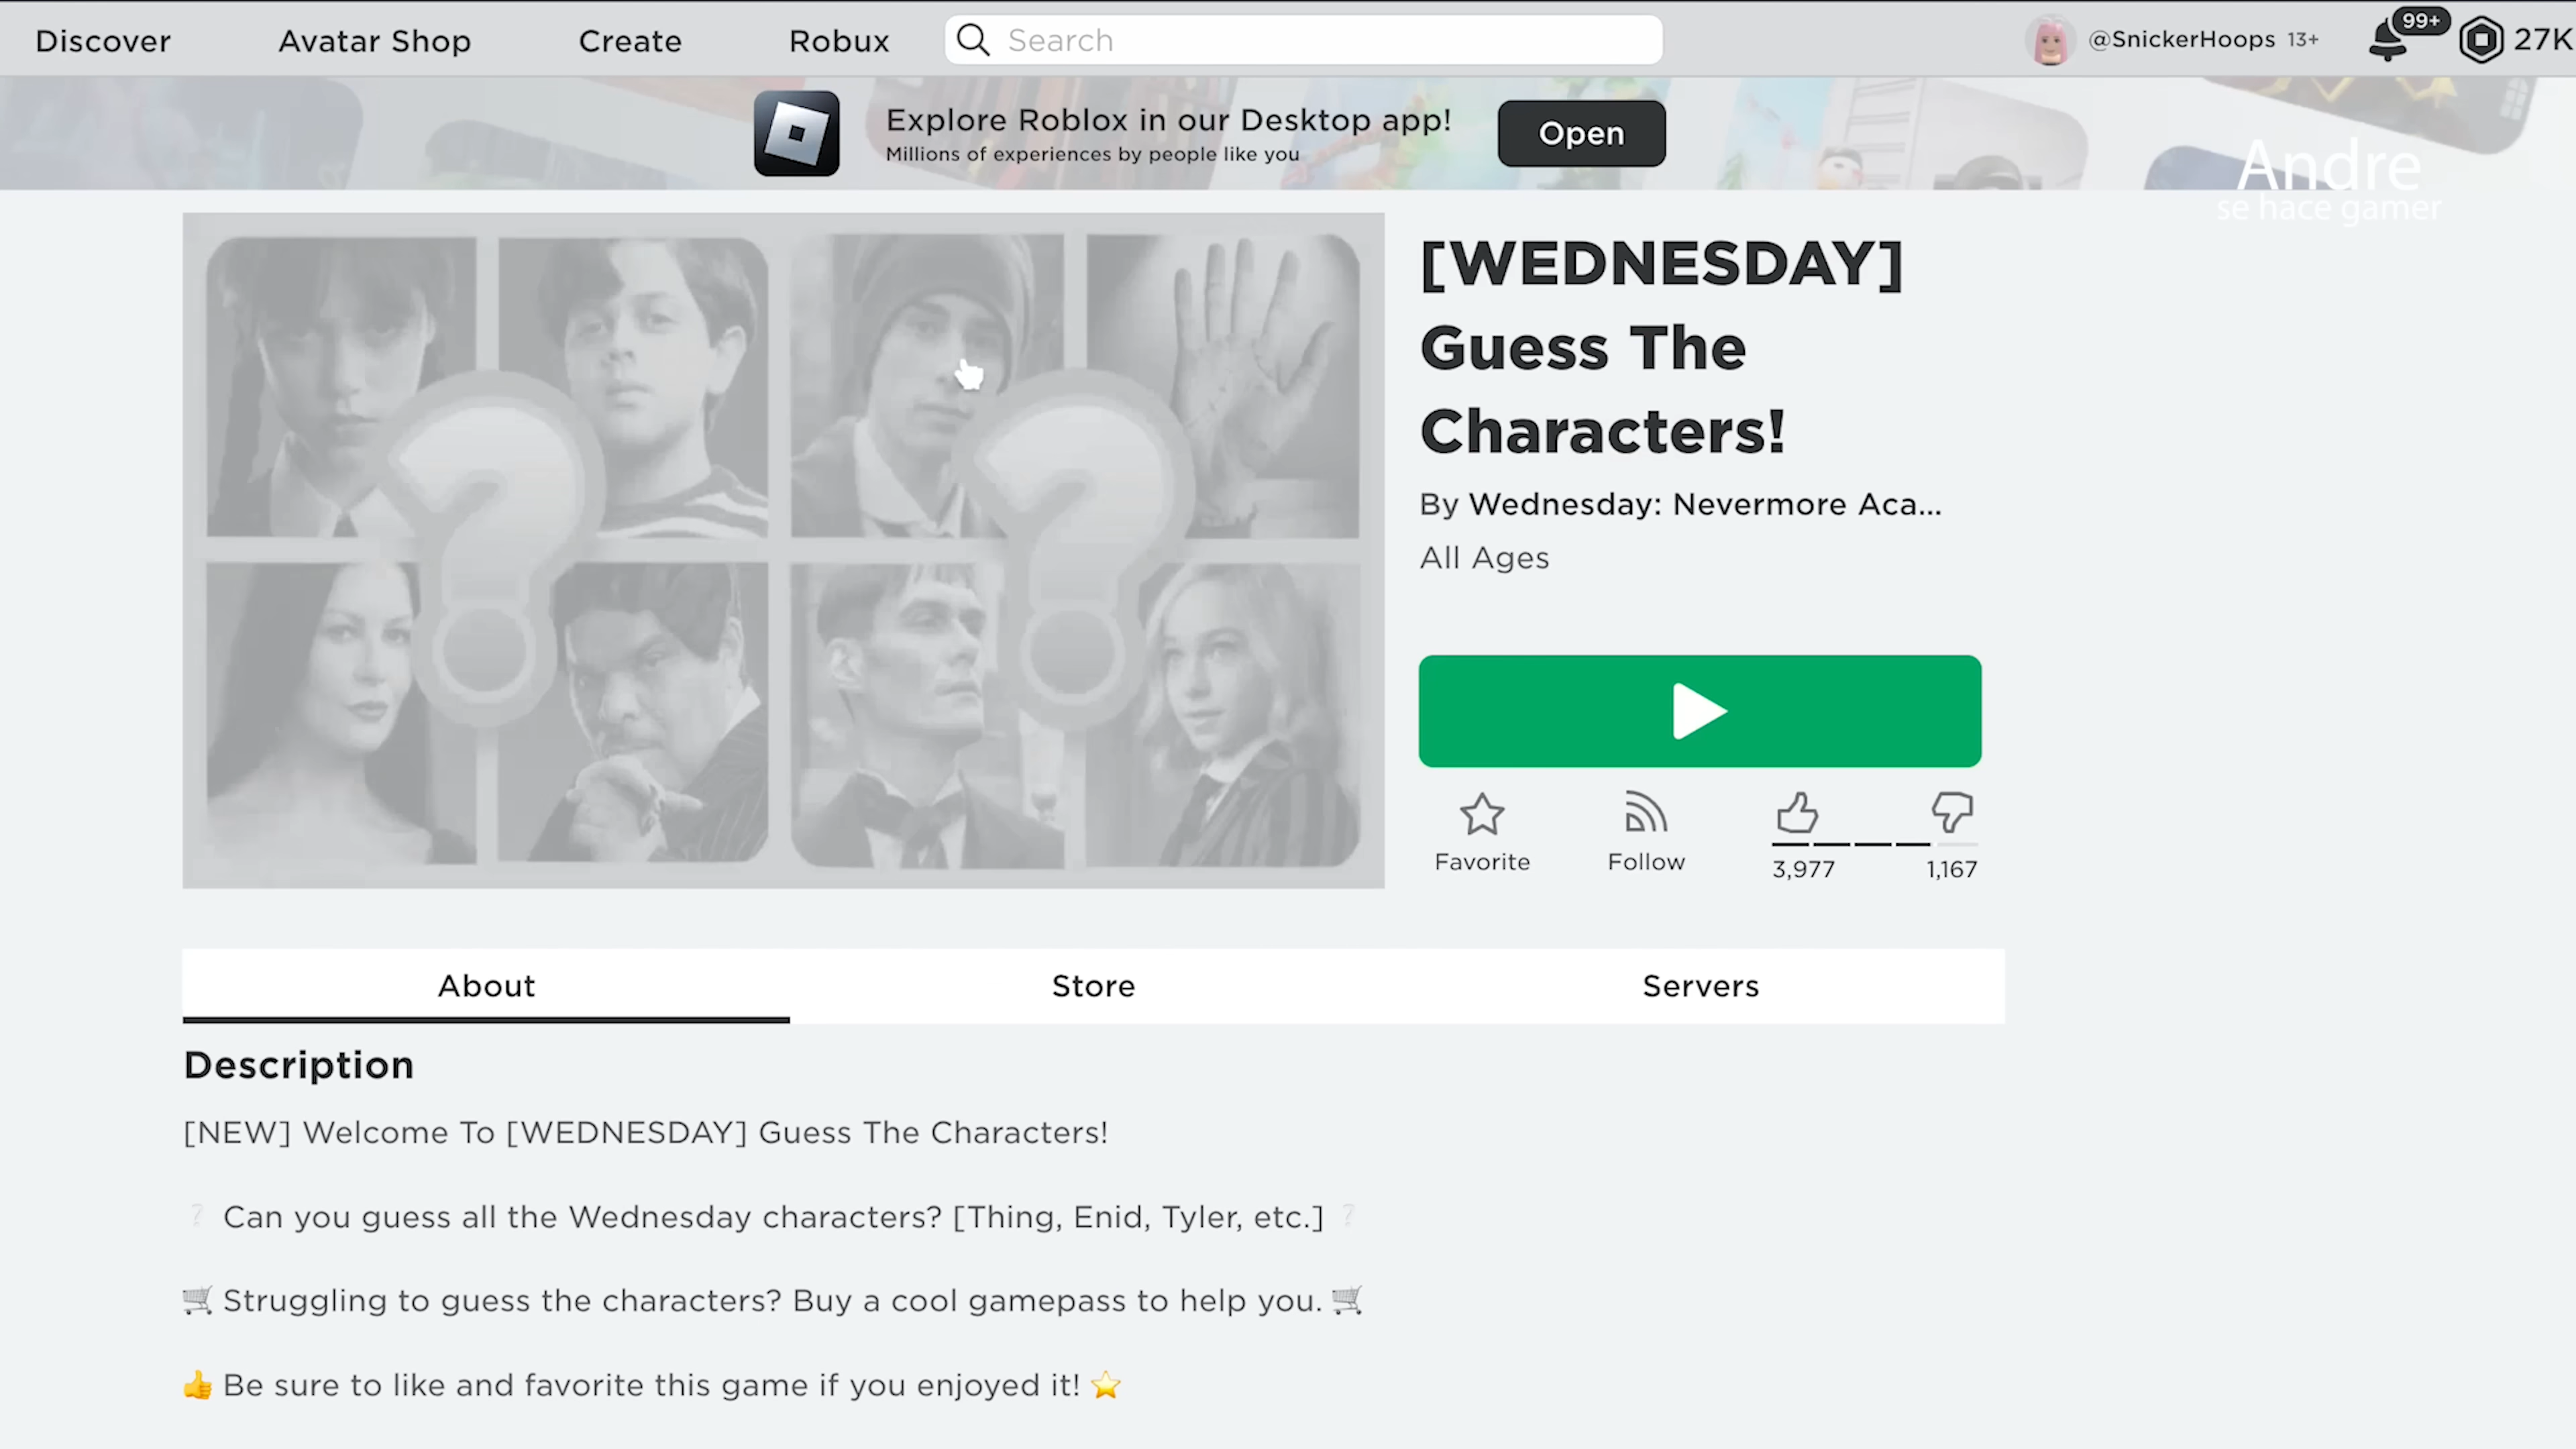 Discover
Avatar Shop
Create
Robux
Search
@SnickerHoops 13+
99+
27K
Explore Roblox in our Desktop app!
Millions of experiences by people like you
Open
Andre
se hace gamer
[WEDNESDAY]
Guess The
Characters!
By Wednesday: Nevermore Aca...
All Ages
Favorite
Follow
3,977
1,167
About
Store
Servers
Description
[NEW] Welcome To [WEDNESDAY] Guess The Characters!
❔ Can you guess all the Wednesday characters? [Thing, Enid, Tyler, etc.] ❔
🛒 Struggling to guess the characters? Buy a cool gamepass to help you. 🛒
👍 Be sure to like and favorite this game if you enjoyed it! ⭐